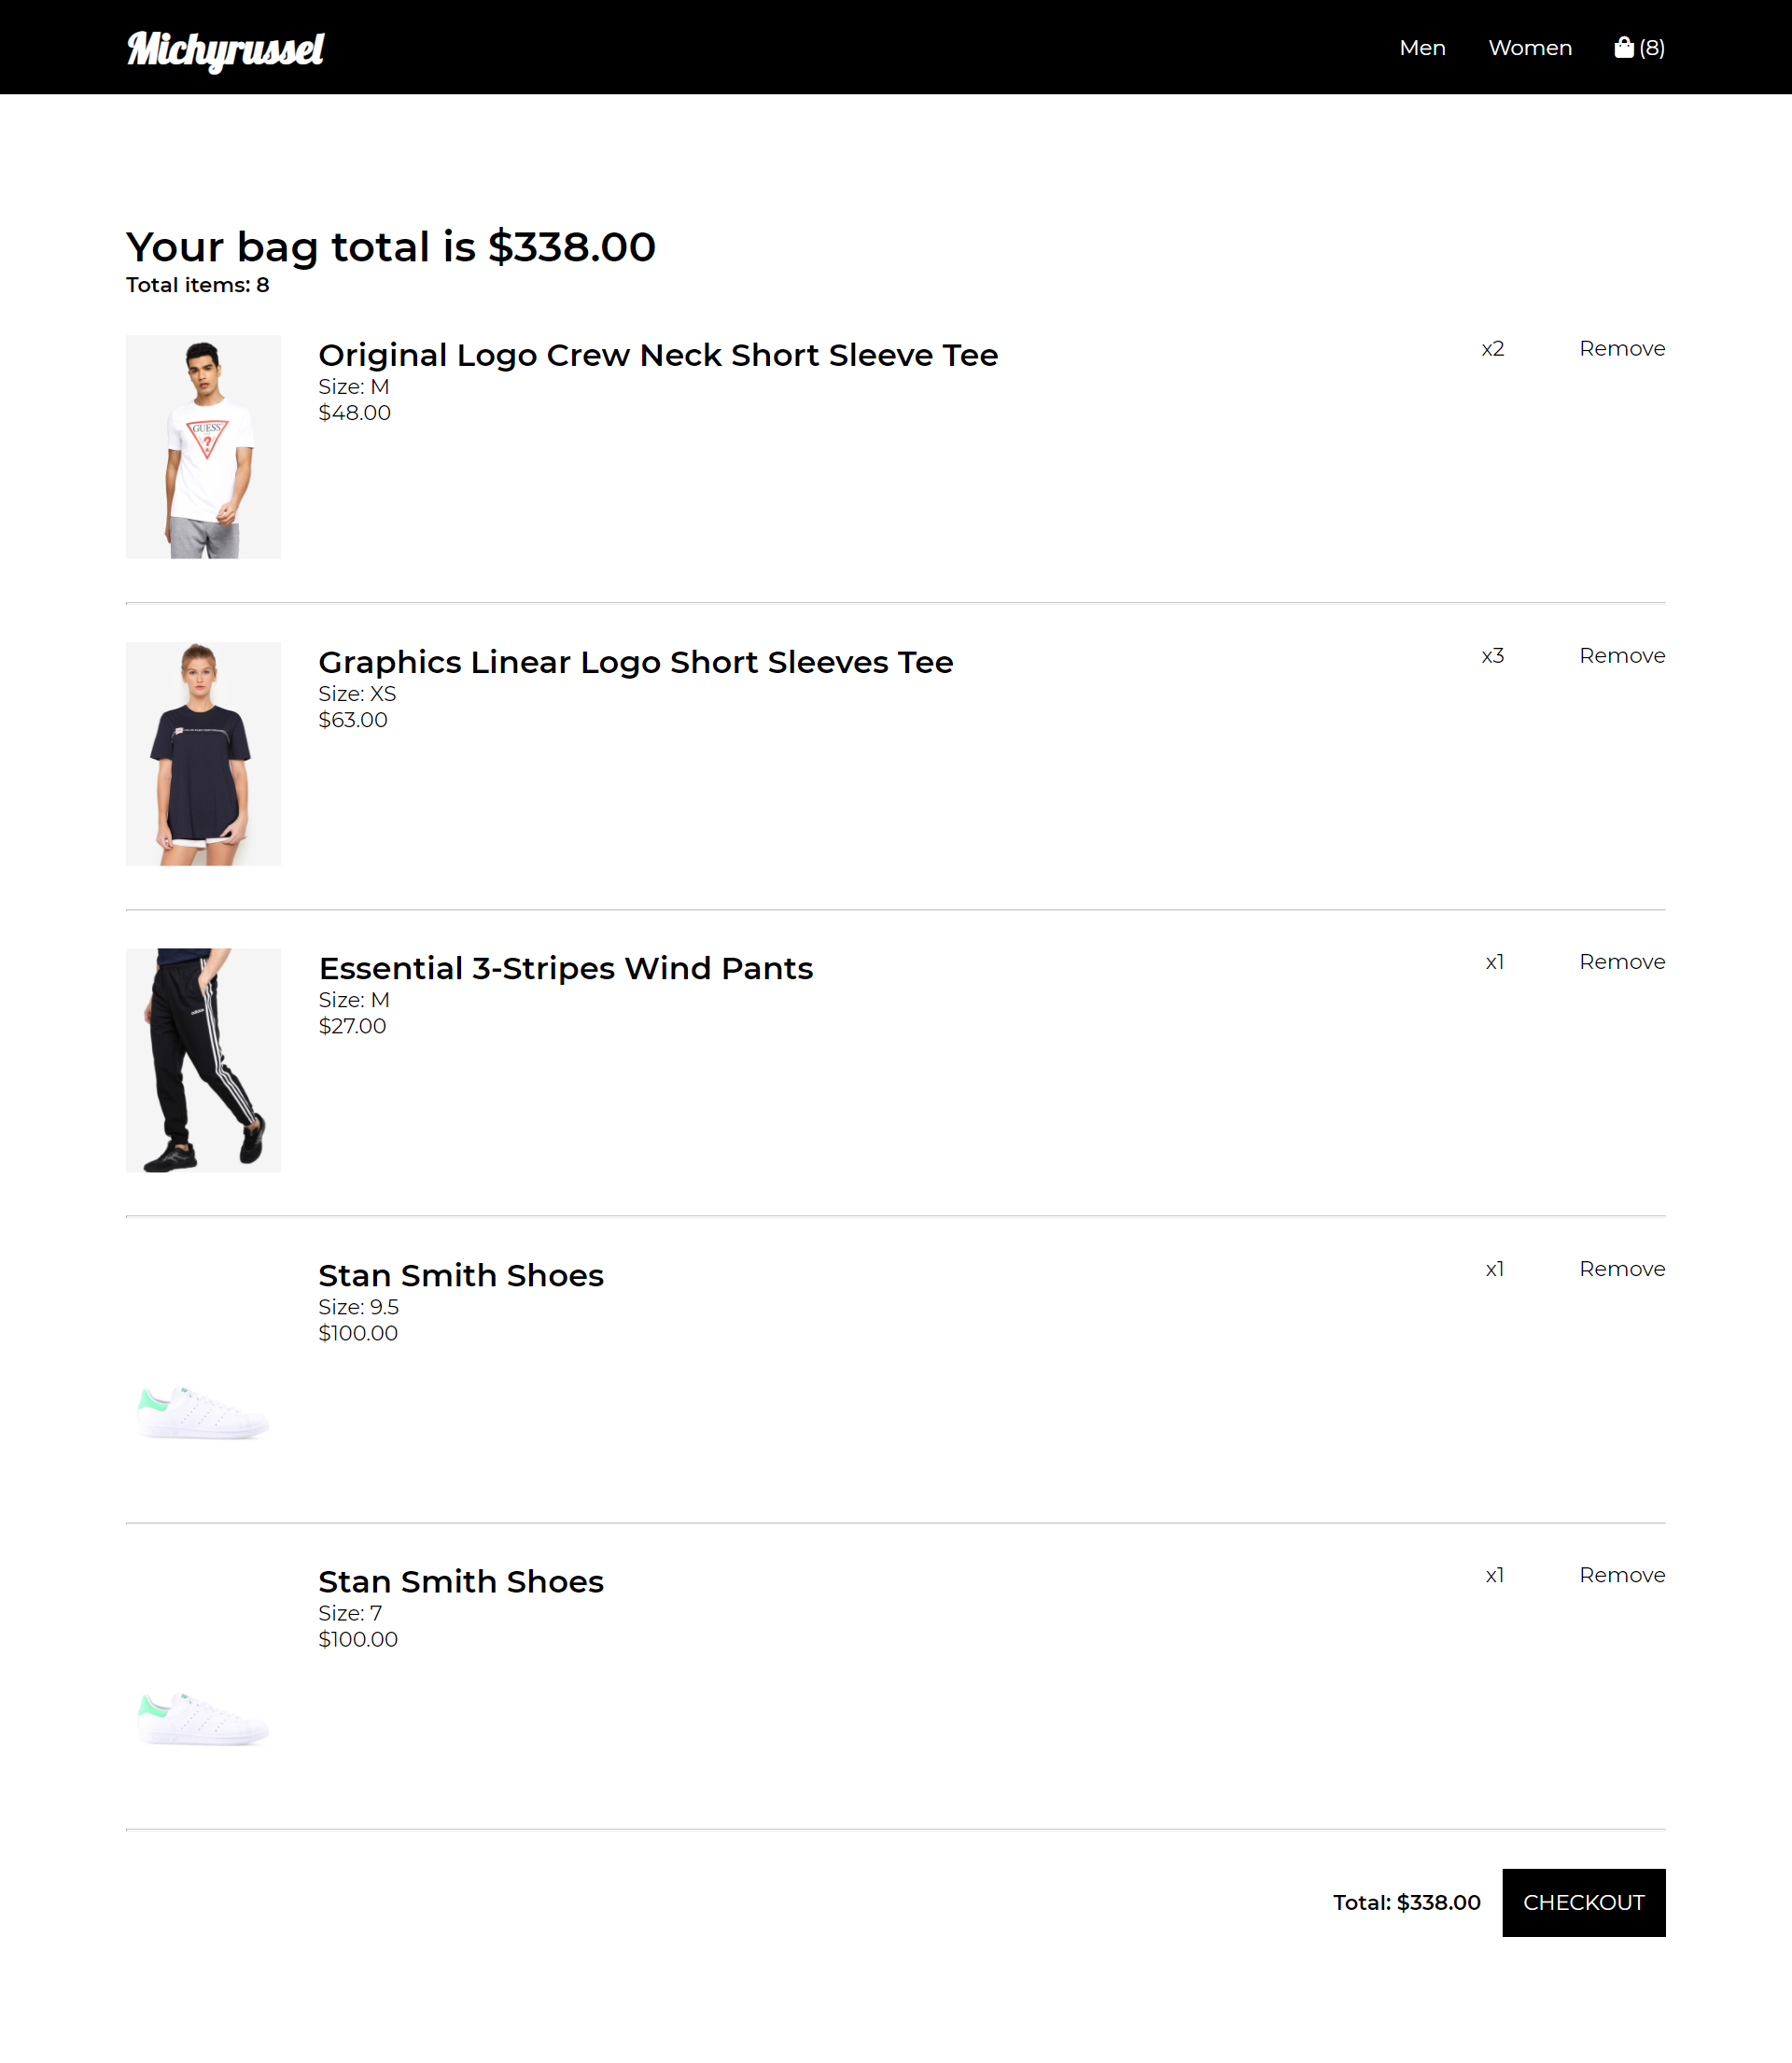 Michyrussel
Men Women (8)
Your bag total is $338.00
Total items: 8
Original Logo Crew Neck Short Sleeve Tee x2 Remove
Size: M
$48.00
GUESS
?
Graphics Linear Logo Short Sleeves Tee x3 Remove
Size: XS
$63.00
Essential 3-Stripes Wind Pants x1 Remove
Size: M
$27.00
adidas
Stan Smith Shoes x1 Remove
Size: 9.5
$100.00
Stan Smith Shoes x1 Remove
Size: 7
$100.00
Total: $338.00 CHECKOUT